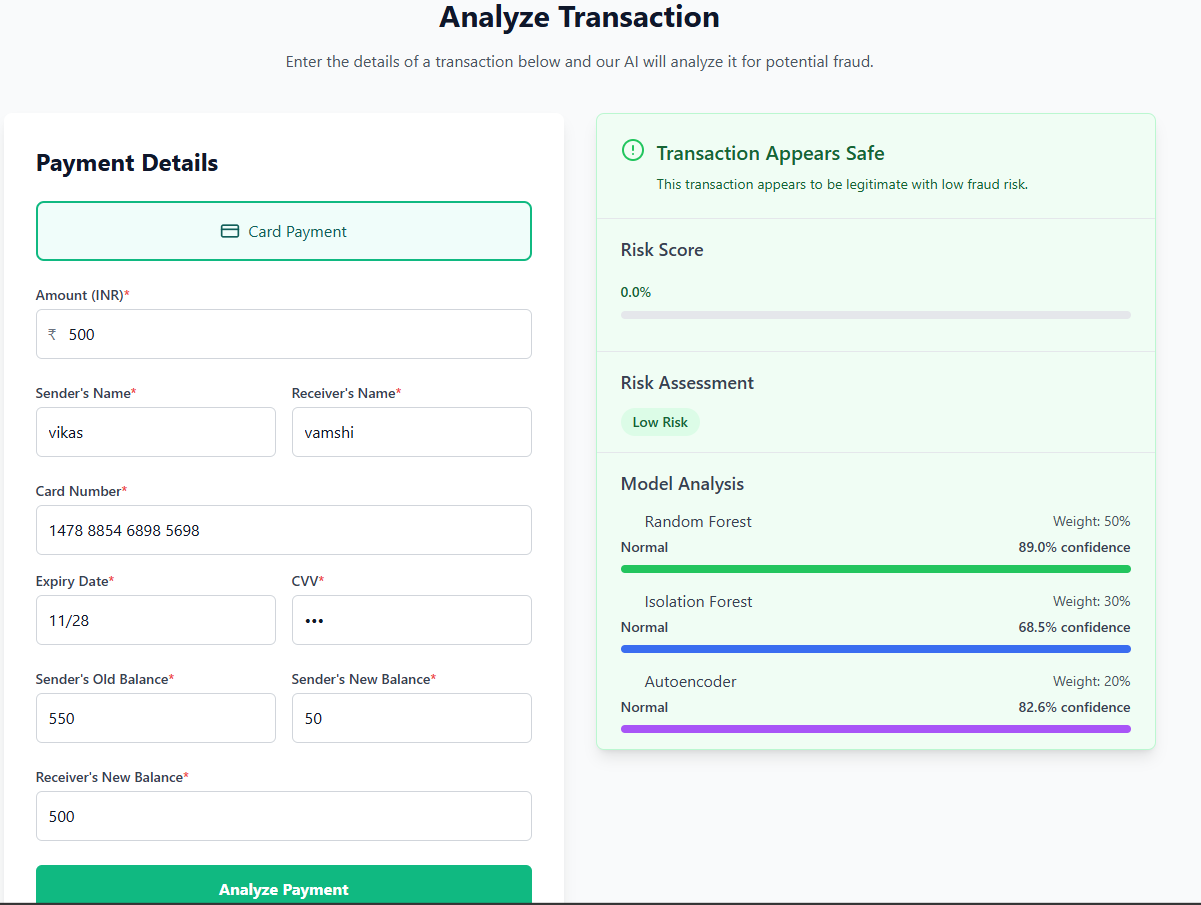 Analyze Transaction
Enter the details of a transaction below and our AI will analyze it for potential fraud.
Payment Details
Card Payment
Amount (INR)*
₹ 500
Sender's Name* Receiver's Name*
vikas vamshi
Card Number*
1478 8854 6898 5698
Expiry Date* CVV*
11/28 •••
Sender's Old Balance* Sender's New Balance*
550 50
Receiver's New Balance*
500
Analyze Payment
Transaction Appears Safe
This transaction appears to be legitimate with low fraud risk.
Risk Score
0.0%
Risk Assessment
Low Risk
Model Analysis
Random Forest Weight: 50%
Normal 89.0% confidence
Isolation Forest Weight: 30%
Normal 68.5% confidence
Autoencoder Weight: 20%
Normal 82.6% confidence